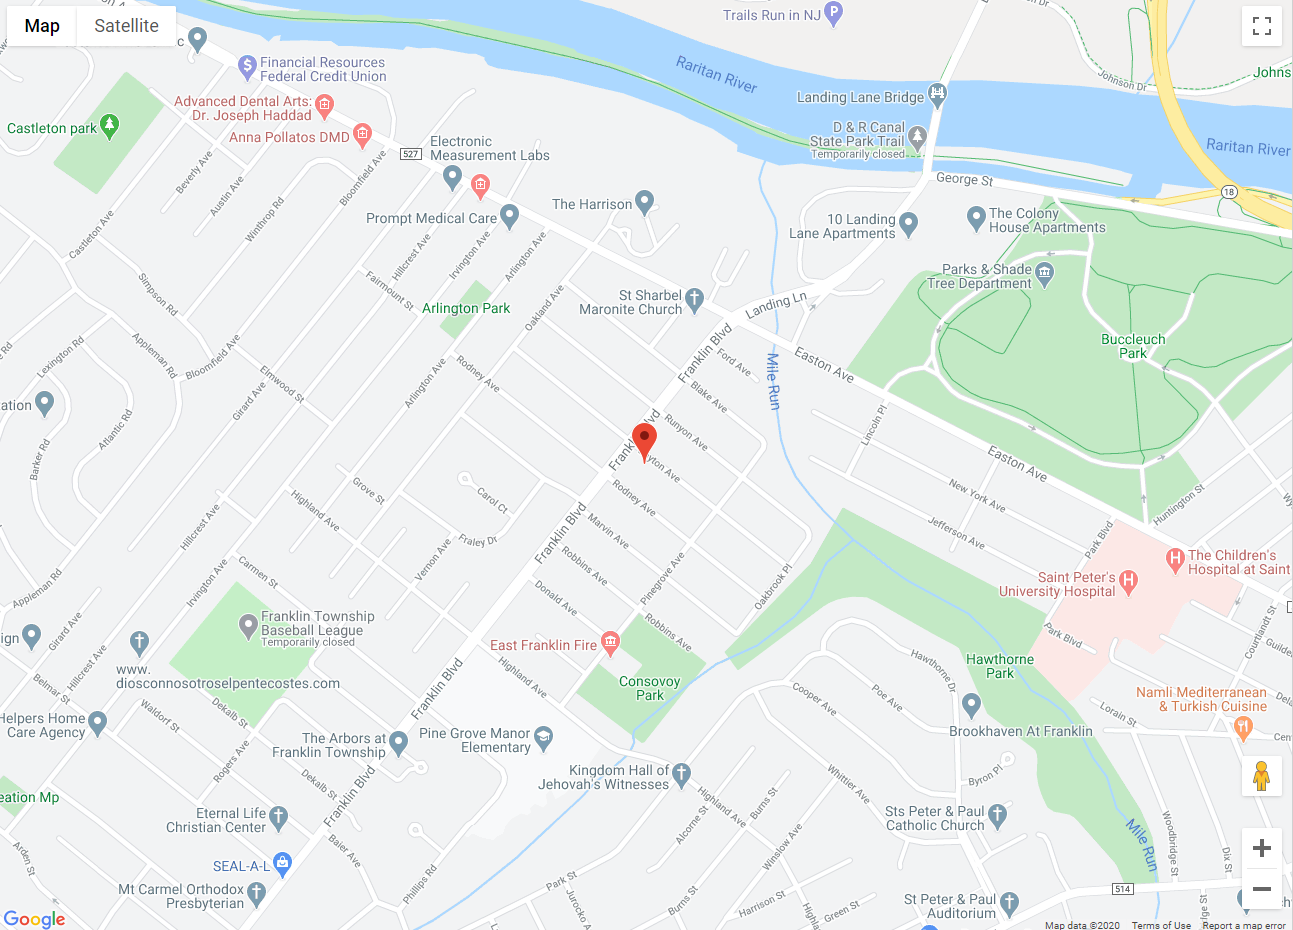 Map
Satellite
Trails Run in NJ
P
Financial Resources
Federal Credit Union
Raritan River
Johnson Dr
Johns
Landing Lane Bridge
Advanced Dental Arts:
Dr. Joseph Haddad
Castleton park
Anna Pollatos DMD
527
Electronic
Measurement Labs
D & R Canal
State Park Trail
Temporarily closed
Raritan River
Beverly Ave
Austin Ave
Bloomfield Ave
George St
18
Winthrop Rd
Castleton Ave
Prompt Medical Care
The Harrison
10 Landing
Lane Apartments
The Colony
House Apartments
Hillcrest Ave
Irvington Ave
Arlington Ave
Simpson Rd
Fairmount St
Parks & Shade
Tree Department
Arlington Park
Oakland Ave
St Sharbel
Maronite Church
Landing Ln
Franklin Blvd
Lexington Rd
Appleman Rd
Bloomfield Ave
Ford Ave
Easton Ave
Buccleuch
Park
Mile Run
Girard Ave
Elmwood St
Arlington Ave
Rodney Ave
Blake Ave
Lincoln Pl
ation
Atlantic Rd
Barker Rd
Runyon Ave
Easton Ave
Grove St
Carol Ct
Highland Ave
Hillcrest Ave
Fraley Dr
Franklin Blvd
Rodney Ave
Marvin Ave
New York Ave
Jefferson Ave
Huntington St
Park Blvd
Vernon Ave
Robbins Ave
Donald Ave
Pinegrove Ave
Oakbrook Pl
The Children's
Hospital at Saint
Saint Peter's
University Hospital
Appleman Rd
Girard Ave
Irvington Ave
Carmen St
Franklin Township
Baseball League
Temporarily closed
East Franklin Fire
Robbins Ave
Park Blvd
Courtlandt St
ign
www.
diosconnosotroselpentecostes.com
Belmar St
Hillcrest Ave
Highland Ave
Franklin Blvd
Consovoy
Park
Hawthorne Dr
Hawthorne
Park
Cooper Ave
Poe Ave
Namli Mediterranean
& Turkish Cuisine
Helpers Home
Care Agency
Waldorf St
Dekalb St
Rogers Ave
The Arbors at
Franklin Township
Pine Grove Manor
Elementary
Brookhaven At Franklin
Lorain St
Kingdom Hall of
Jehovah's Witnesses
Whittier Ave
Byron Pl
eation Mp
Dekalb St
Franklin Blvd
Eternal Life
Christian Center
Highland Ave
Burns St
Alcorne St
Winslow Ave
Sts Peter & Paul
Catholic Church
Mile Run
Woodbridge St
Dix St
Arden St
SEAL-A-L
Baier Ave
Phillips Rd
Park St
Mt Carmel Orthodox
Presbyterian
Burns St
Harrison St
Green St
St Peter & Paul
Auditorium
514
Google
Map data ©2020
Terms of Use
Report a map error